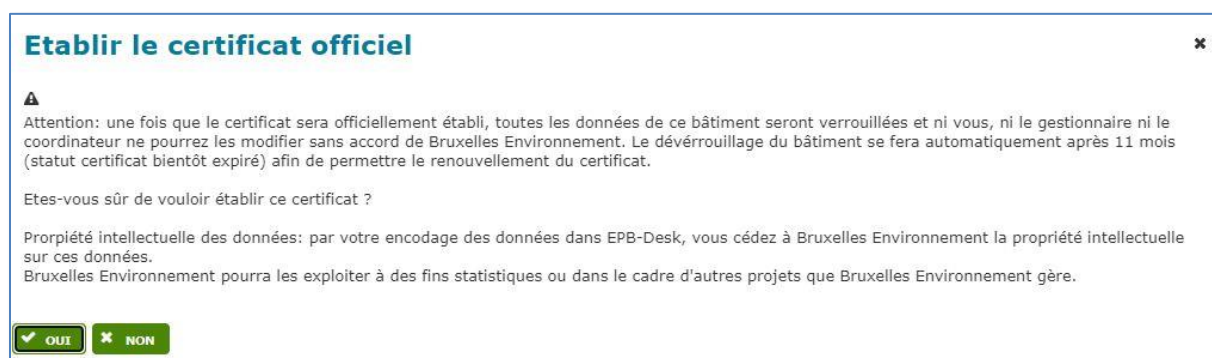 Etablir le certificat officiel
Attention: une fois que le certificat sera officiellement établi, toutes les données de ce bâtiment seront verrouillées et ni vous, ni le gestionnaire ni le
coordinateur ne pourrez les modifier sans accord de Bruxelles Environnement. Le dévérrouillage du bâtiment se fera automatiquement après 11 mois
(statut certificat bientôt expiré) afin de permettre le renouvellement du certificat.
Etes-vous sûr de vouloir établir ce certificat ?
Prorpiété intellectuelle des données: par votre encodage des données dans EPB-Desk, vous cédez à Bruxelles Environnement la propriété intellectuelle
sur ces données.
Bruxelles Environnement pourra les exploiter à des fins statistiques ou dans le cadre d'autres projets que Bruxelles Environnement gère.
OUI NON